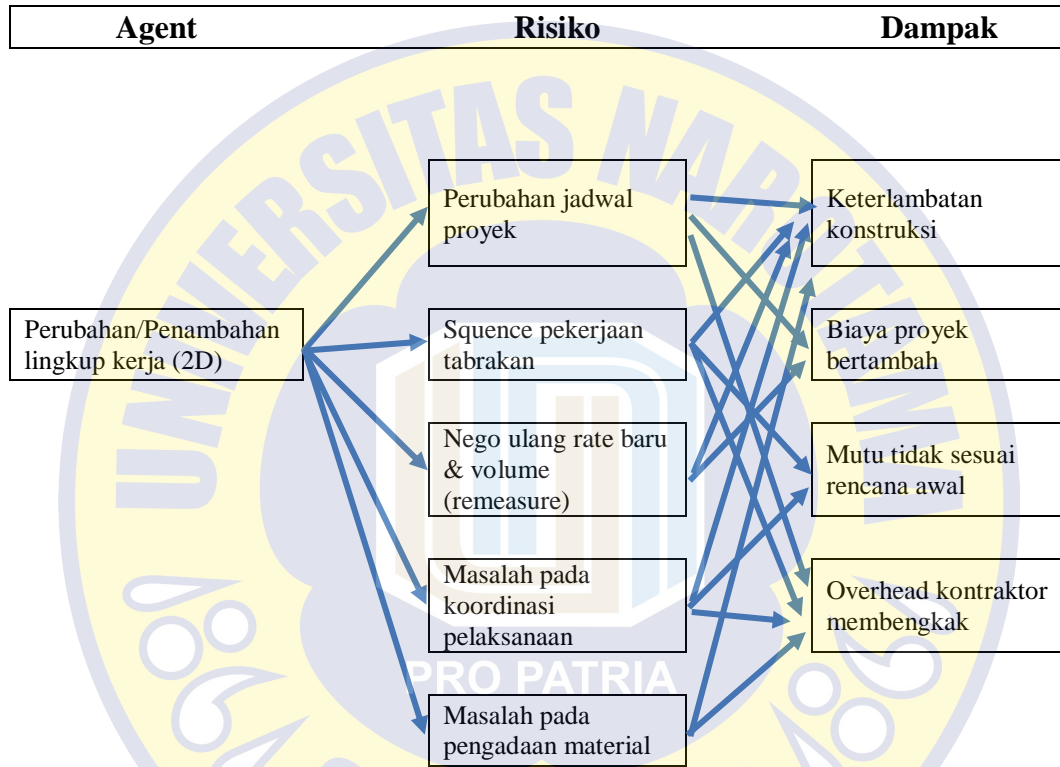 Agent Risiko Dampak
UNIVERSITAS NAROTAMA
Perubahan jadwal
proyek
Keterlambatan
konstruksi
Perubahan/Penambahan
lingkup kerja (2D)
Squence pekerjaan
tabrakan
Biaya proyek
bertambah
Nego ulang rate baru
& volume
(remeasure)
Mutu tidak sesuai
rencana awal
Masalah pada
koordinasi
pelaksanaan
Overhead kontraktor
membengkak
PRO PATRIA
Masalah pada
pengadaan material